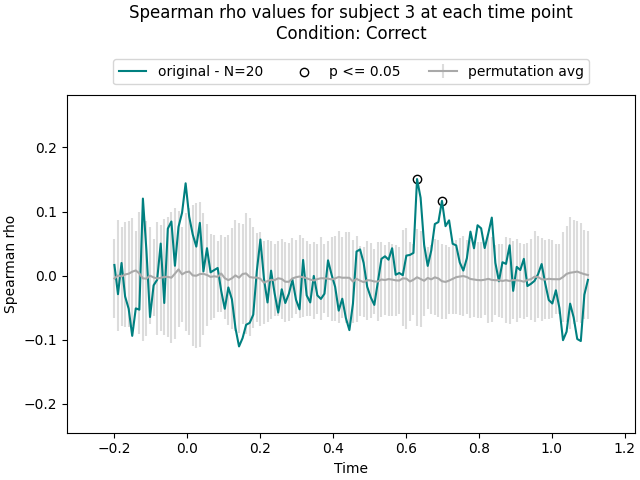 Spearman rho values for subject 3 at each time point
Condition: Correct
original - N=20 p <= 0.05 permutation avg
0.2
0.1
0.0
−0.1
−0.2
Spearman rho
−0.2 0.0 0.2 0.4 0.6 0.8 1.0 1.2
Time